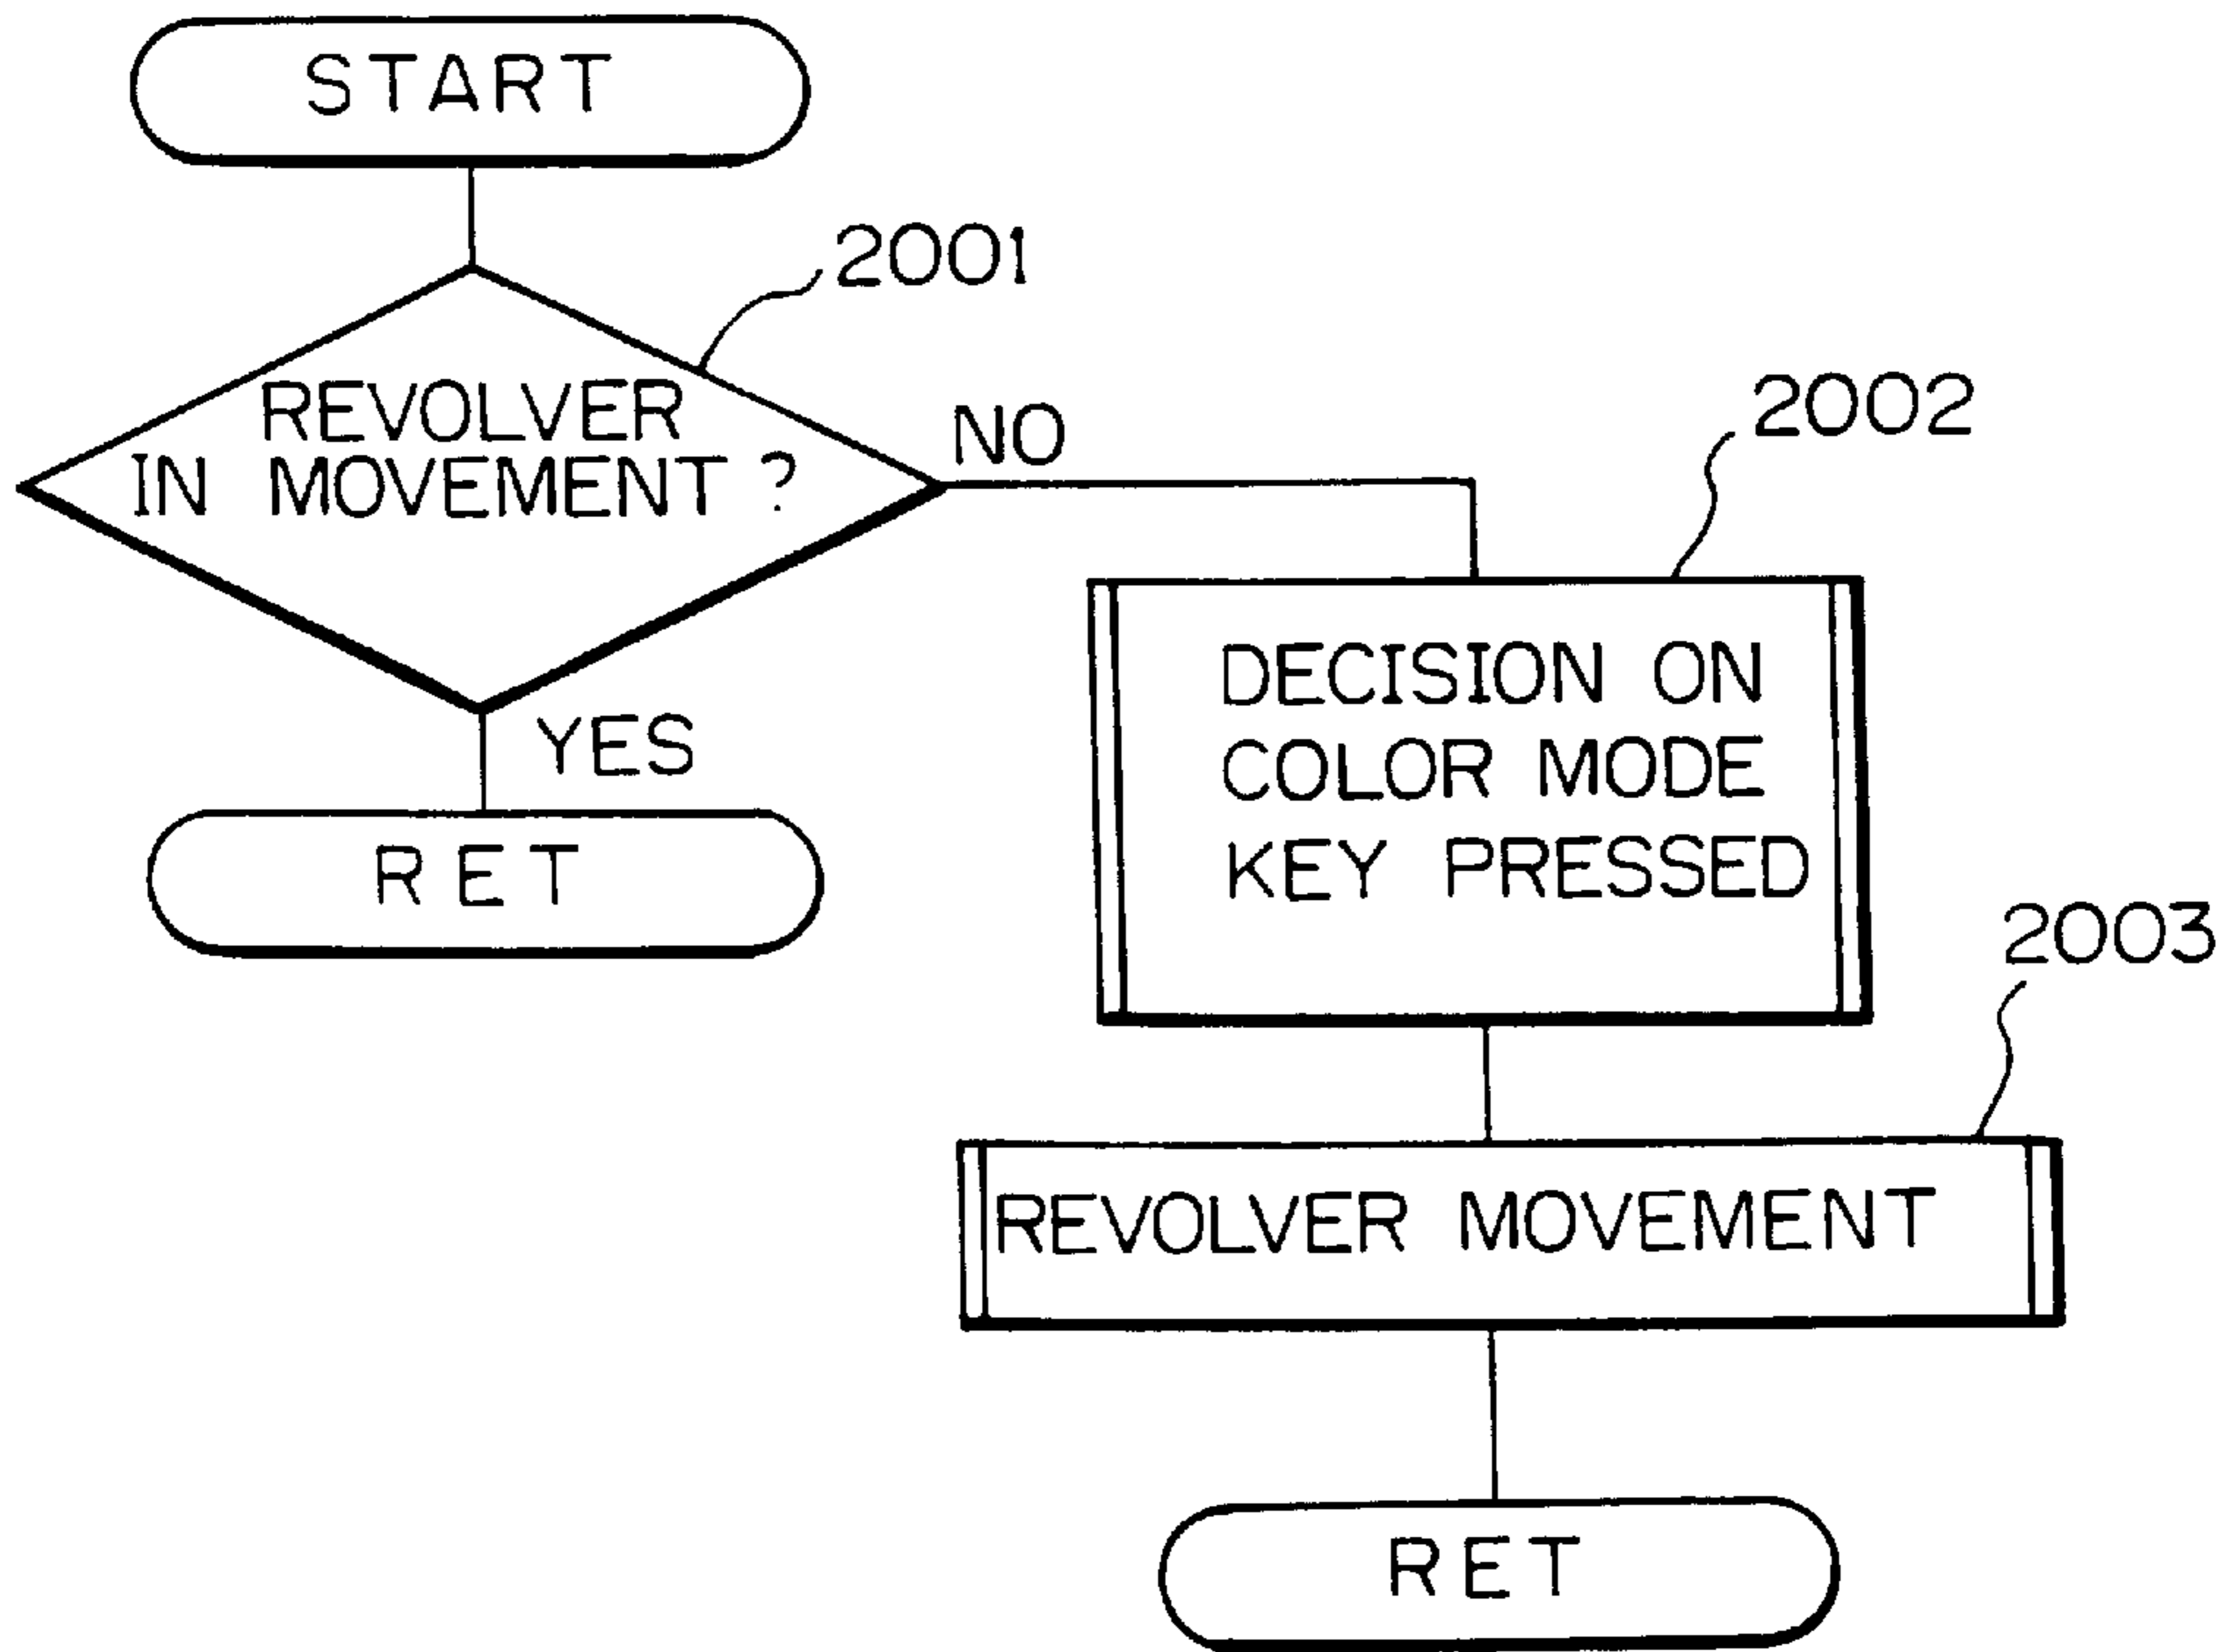 START
2001
REVOLVER
IN MOVEMENT ?
NO
2002
YES
RET
DECISION ON
COLOR MODE
KEY PRESSED
2003
REVOLVER MOVEMENT
RET